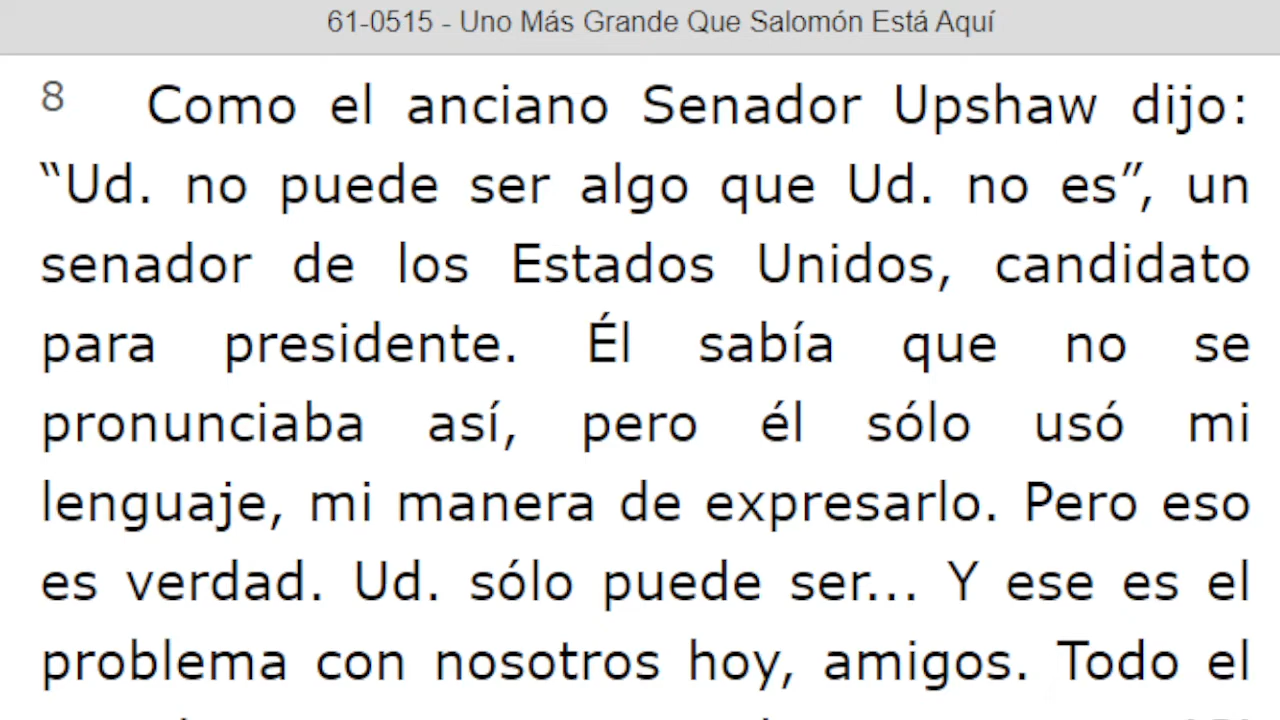 61-0515 - Uno Más Grande Que Salomón Está Aquí
8 Como el anciano Senador Upshaw dijo:
“Ud. no puede ser algo que Ud. no es”, un
senador de los Estados Unidos, candidato
para presidente. Él sabía que no se
pronunciaba así, pero él sólo usó mi
lenguaje, mi manera de expresarlo. Pero eso
es verdad. Ud. sólo puede ser... Y ese es el
problema con nosotros hoy, amigos. Todo el